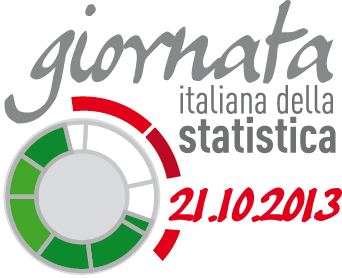 giornata
italiana della
statistica
21.10.2013